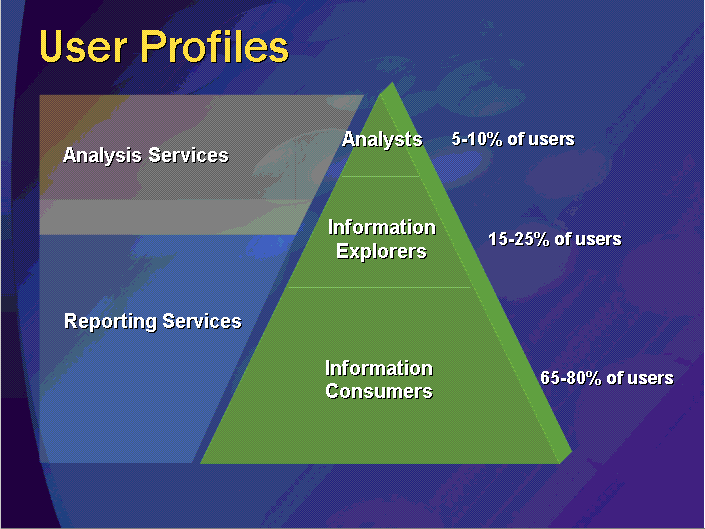 User Profiles
Analysis Services
Analysts
5-10% of users
Information
Explorers
15-25% of users
Reporting Services
Information
Consumers
65-80% of users